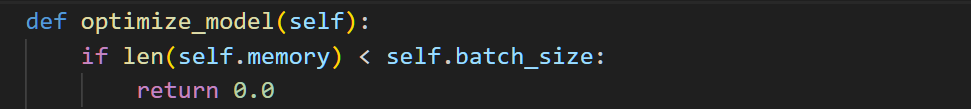 def optimize_model(self):
    if len(self.memory) < self.batch_size:
        return 0.0